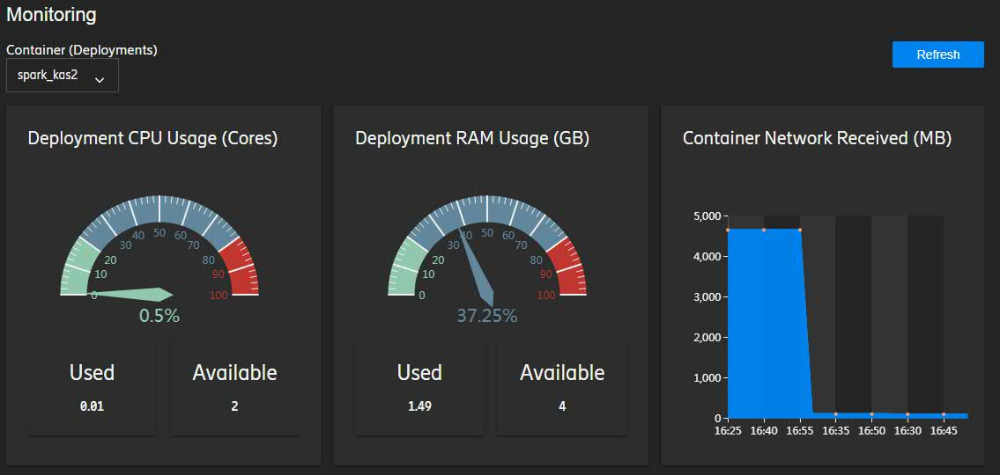 Monitoring
Container (Deployments)
spark_kas2
Refresh
Deployment CPU Usage (Cores)
0
10
20
30
40
50
60
70
80
90
100
0.5%
Used
0.01
Available
2
Deployment RAM Usage (GB)
0
10
20
30
40
50
60
70
80
90
100
37.25%
Used
1.49
Available
4
Container Network Received (MB)
5,000
4,000
3,000
2,000
1,000
0
16:25 16:40 16:55 16:35 16:50 16:30 16:45